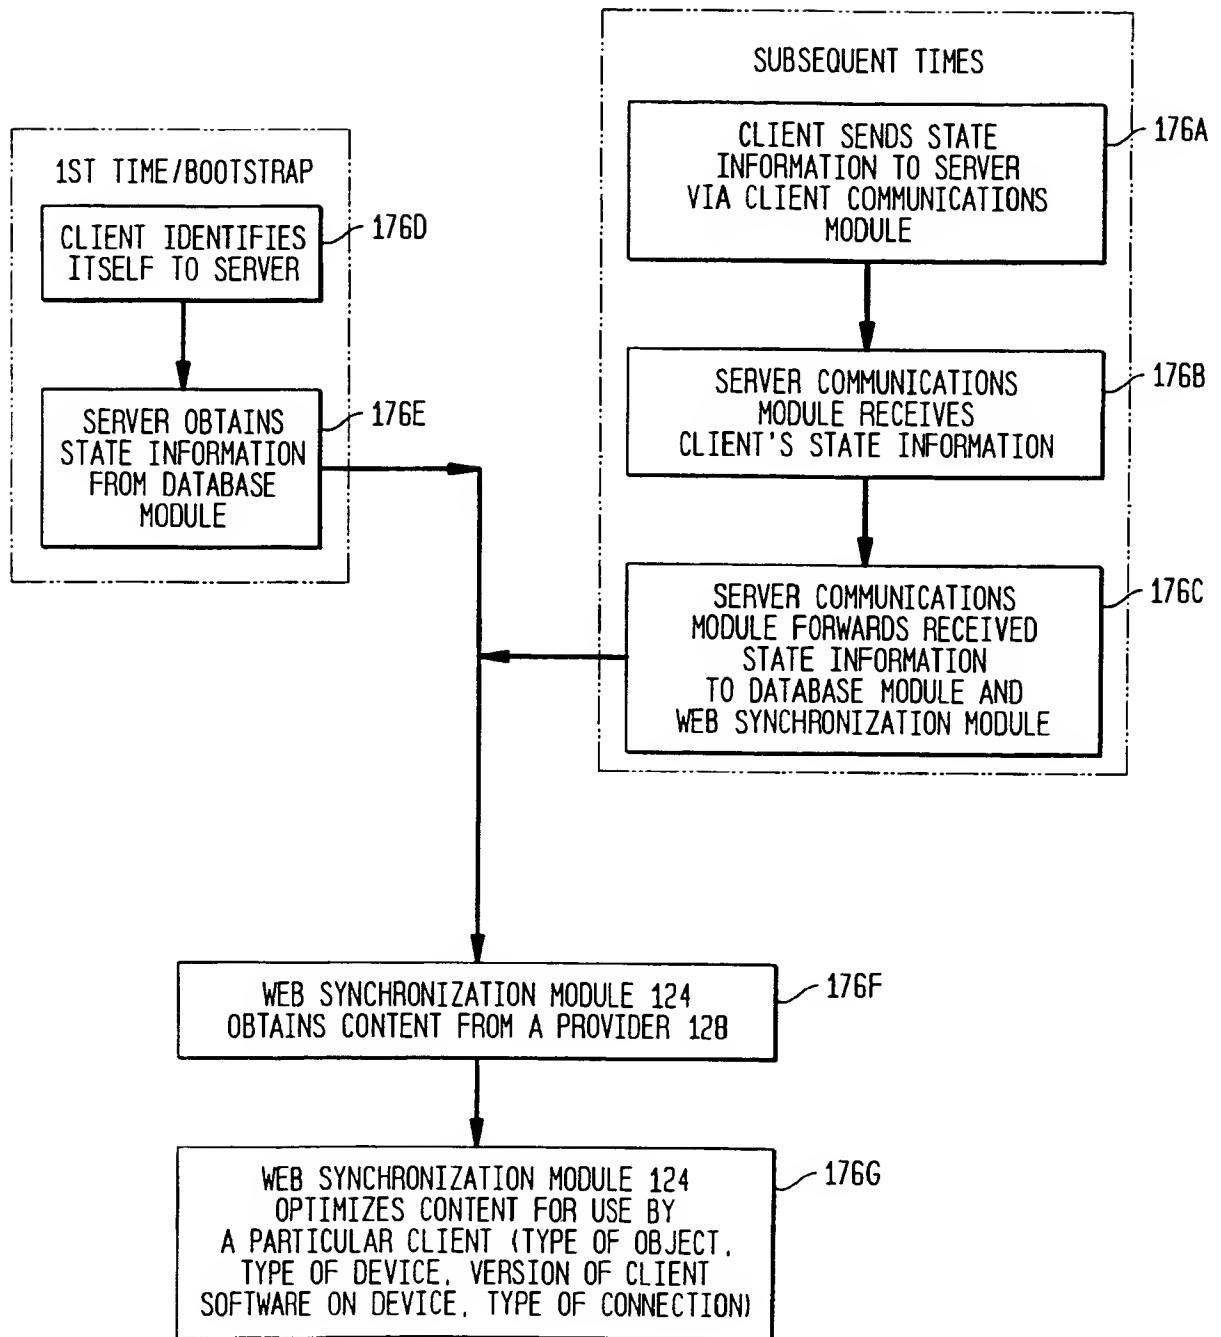 1ST TIME/BOOTSTRAP
CLIENT IDENTIFIES
ITSELF TO SERVER
176D
SERVER OBTAINS
STATE INFORMATION
FROM DATABASE
MODULE
176E
SUBSEQUENT TIMES
CLIENT SENDS STATE
INFORMATION TO SERVER
VIA CLIENT COMMUNICATIONS
MODULE
176A
SERVER COMMUNICATIONS
MODULE RECEIVES
CLIENT'S STATE INFORMATION
176B
SERVER COMMUNICATIONS
MODULE FORWARDS RECEIVED
STATE INFORMATION
TO DATABASE MODULE AND
WEB SYNCHRONIZATION MODULE
176C
WEB SYNCHRONIZATION MODULE 124
OBTAINS CONTENT FROM A PROVIDER 128
176F
WEB SYNCHRONIZATION MODULE 124
OPTIMIZES CONTENT FOR USE BY
A PARTICULAR CLIENT (TYPE OF OBJECT,
TYPE OF DEVICE, VERSION OF CLIENT
SOFTWARE ON DEVICE, TYPE OF CONNECTION)
176G